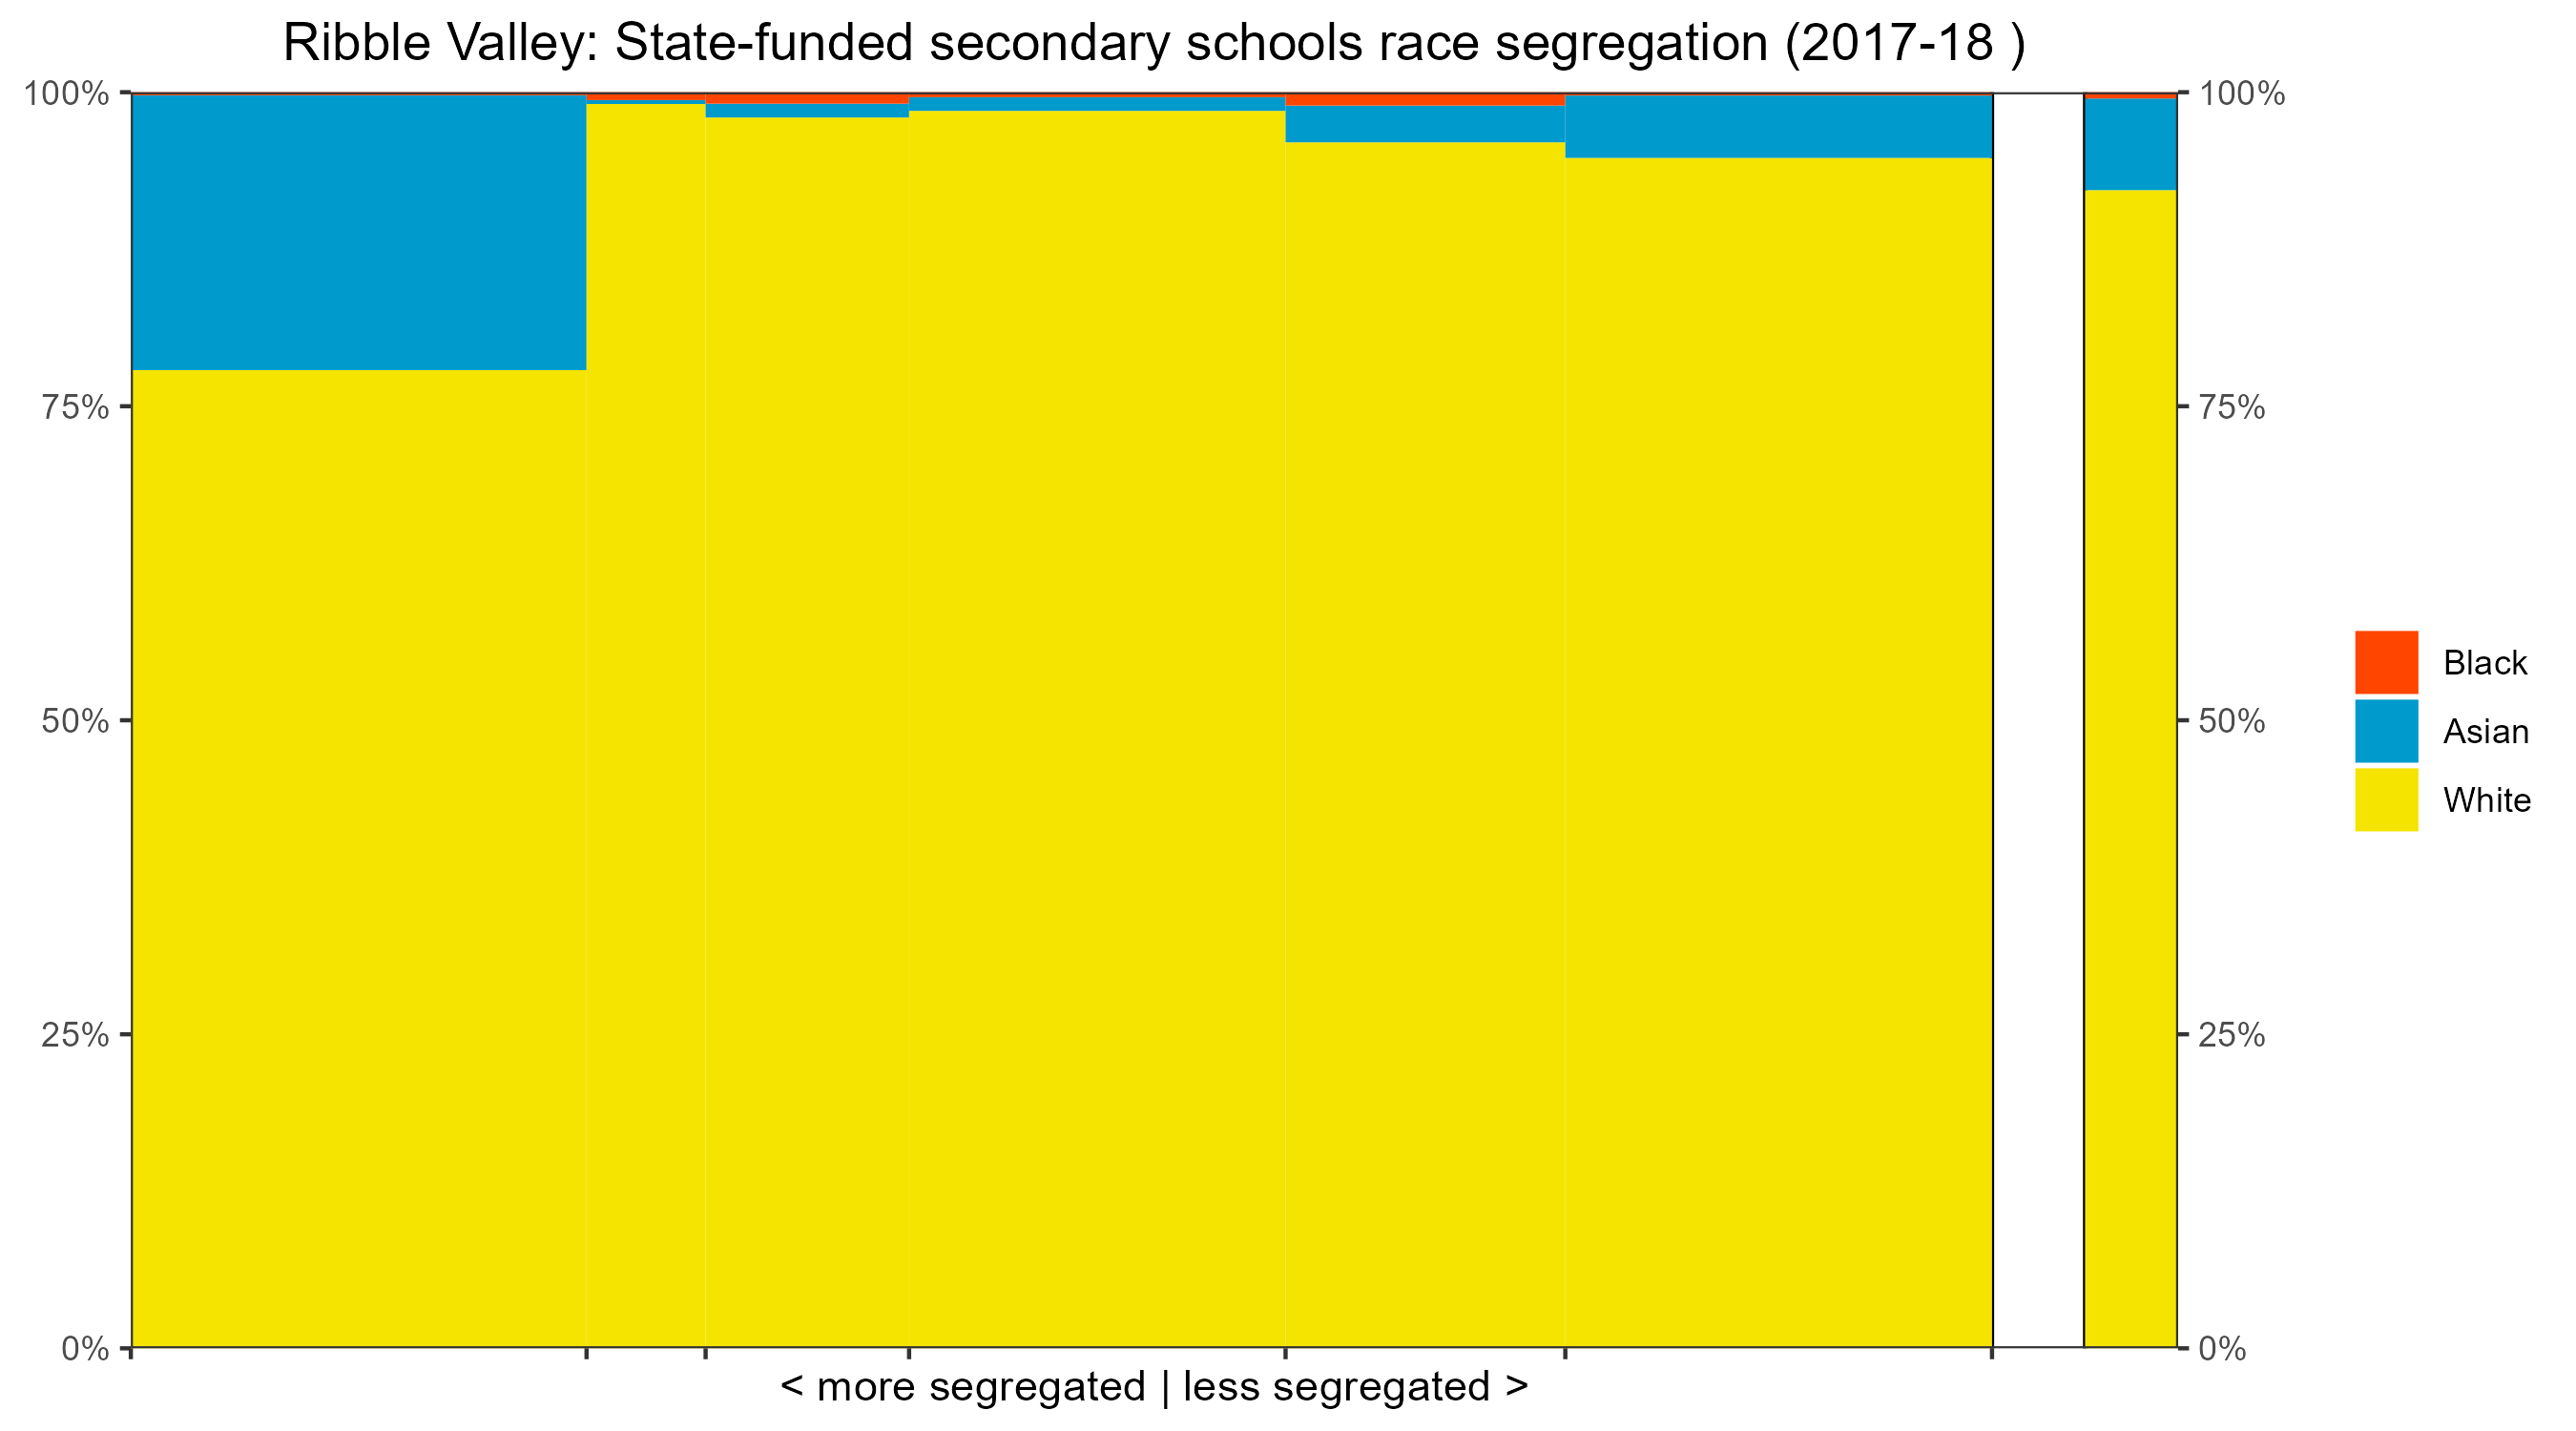 Ribble Valley: State-funded secondary schools race segregation (2017-18 )
100%
75%
50%
25%
0%
100%
75%
50%
25%
0%
Black
Asian
White
< more segregated | less segregated >